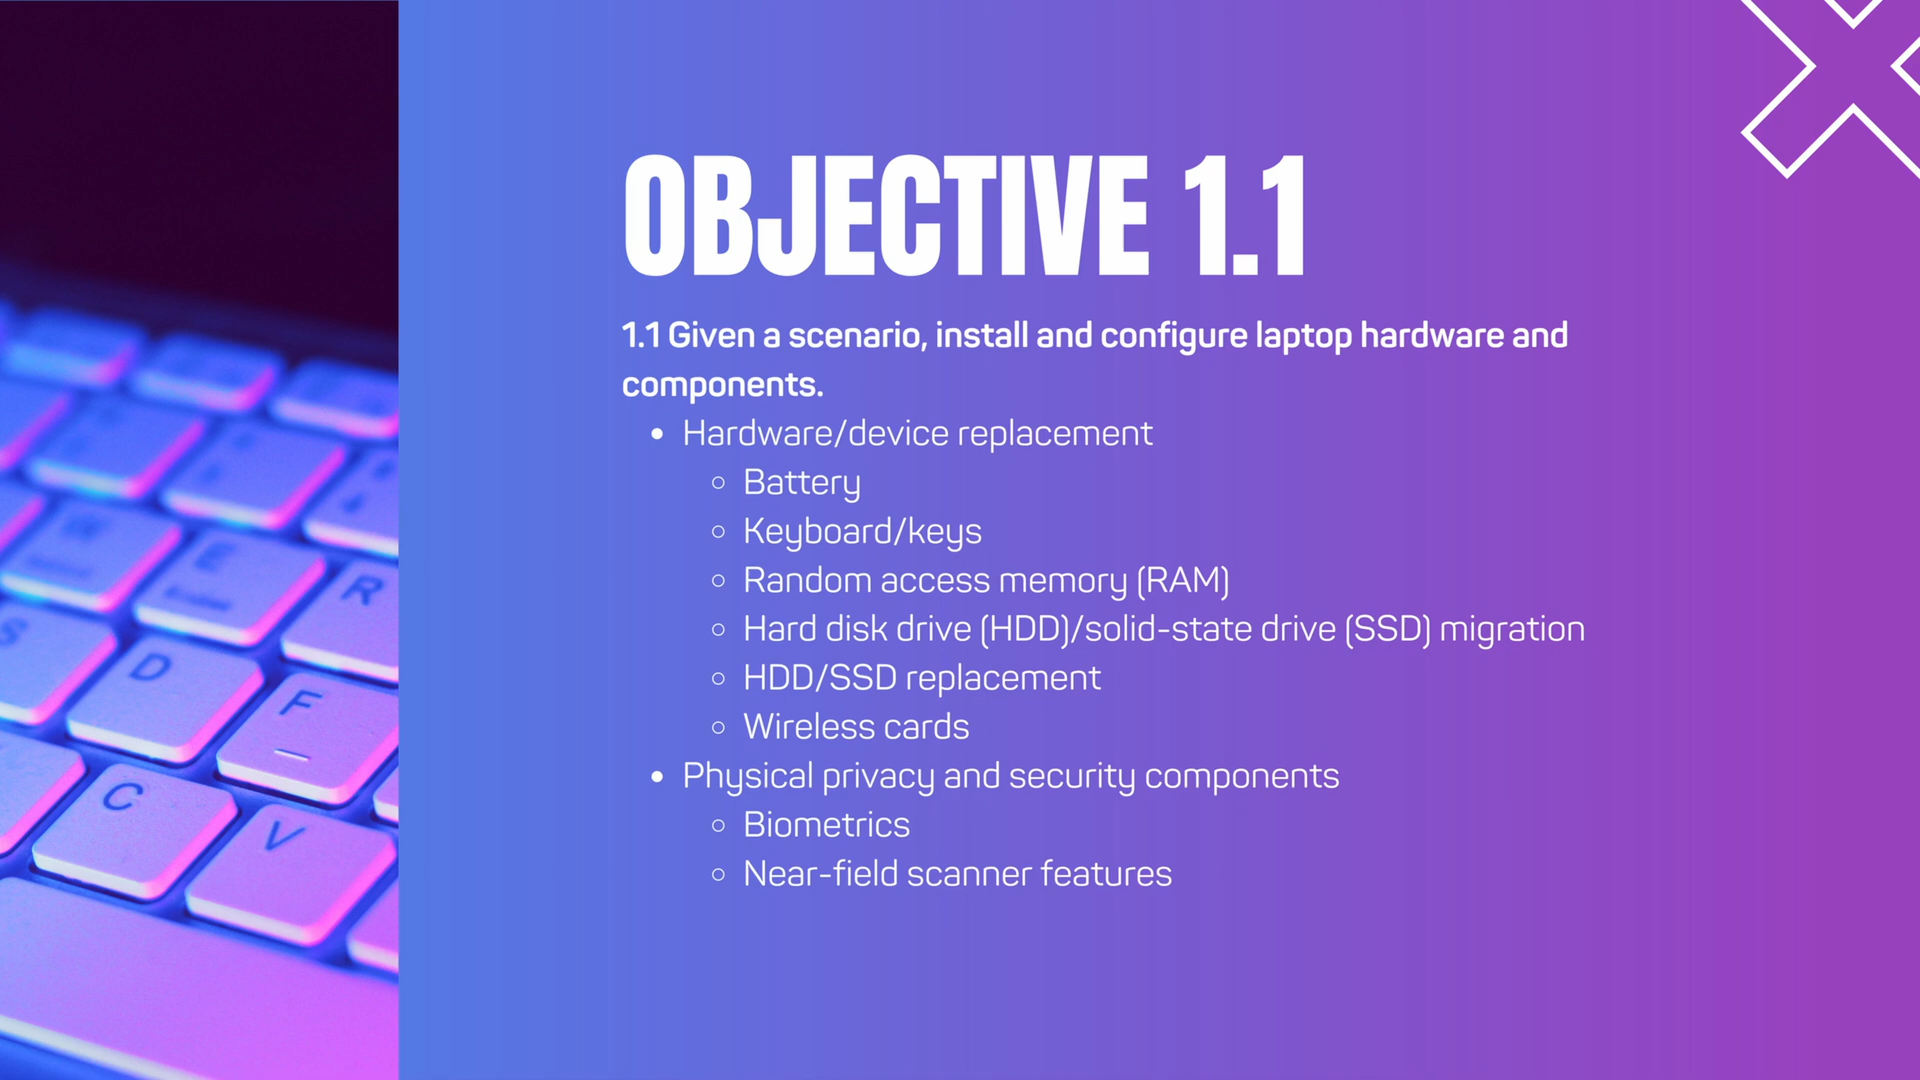 OBJECTIVE 1.1
1.1 Given a scenario, install and configure laptop hardware and
components.
• Hardware/device replacement
◦ Battery
◦ Keyboard/keys
◦ Random access memory (RAM)
◦ Hard disk drive (HDD)/solid-state drive (SSD) migration
◦ HDD/SSD replacement
◦ Wireless cards
• Physical privacy and security components
◦ Biometrics
◦ Near-field scanner features
E
R
S
D
F
C
V